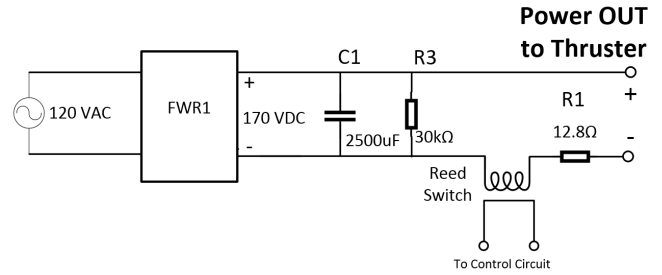 Power OUT
to Thruster
C1
R3
+
120 VAC
FWR1
170 VDC
-
2500uF
30kΩ
R1
+
12.8Ω
-
Reed
Switch
To Control Circuit